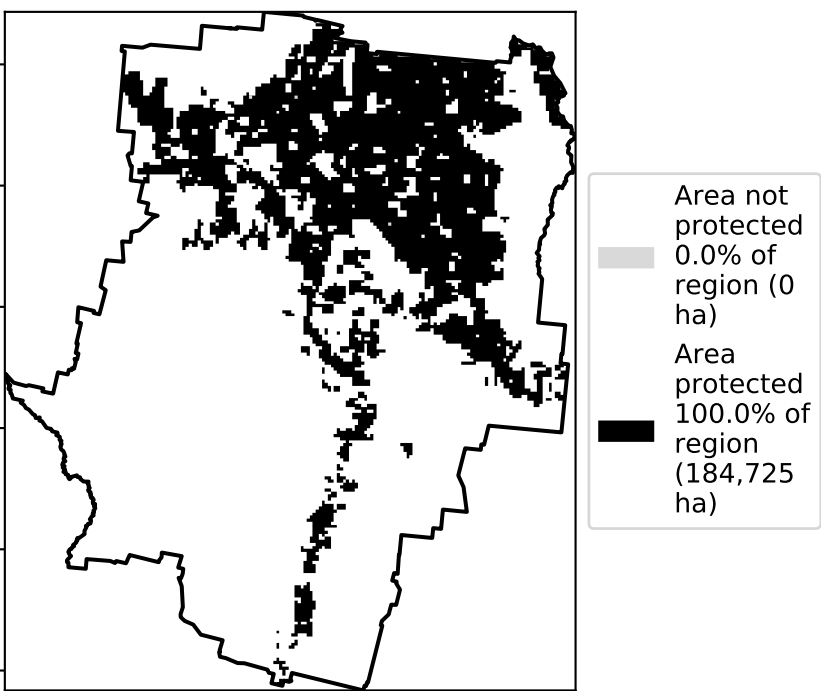 Area not
protected
0.0% of
region (0
ha)
Area
protected
100.0% of
region
(184,725
ha)